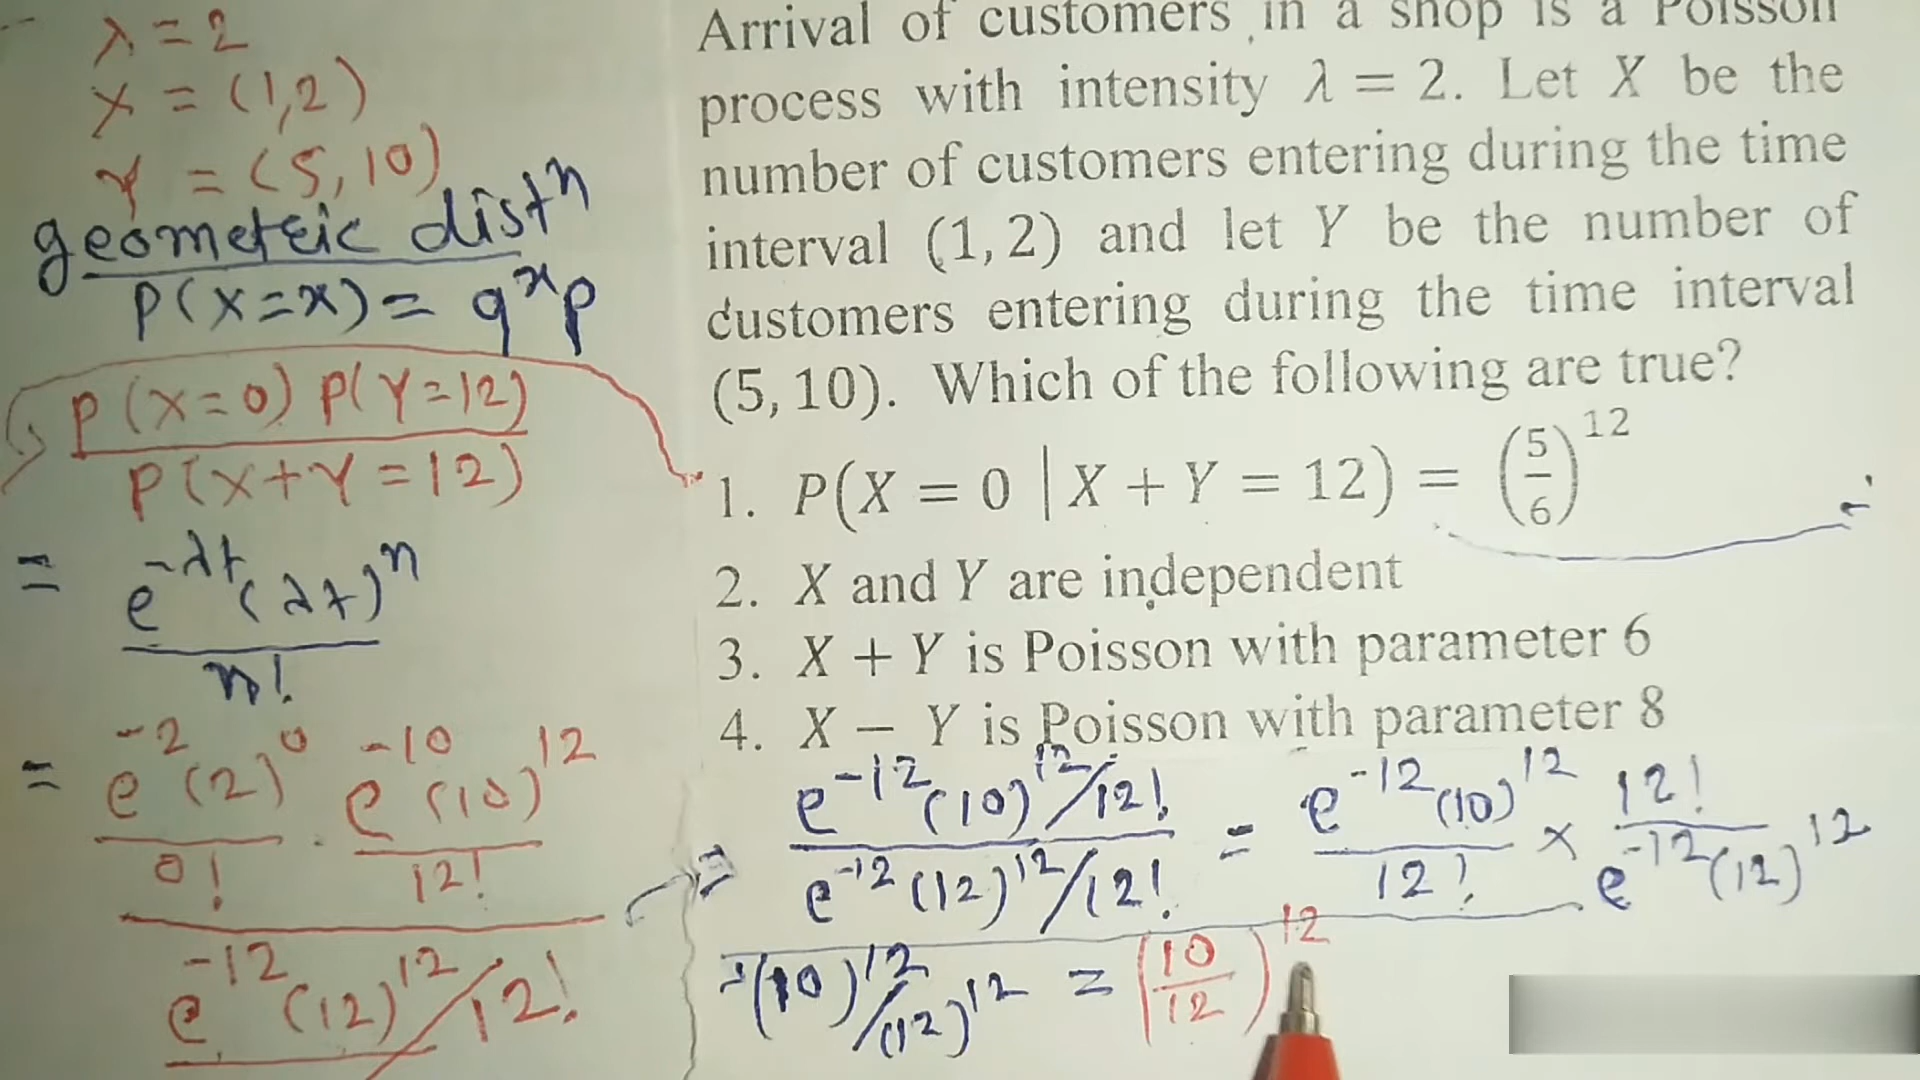 λ = 2
X = (1,2)
Y = (5,10)
geometric distⁿ
P(X=x) = qˣp
P(X=0) P(Y=12)
P(X+Y=12)
= e^-λt (λt)^n
n!
= e^-2 (2)^0 . e^-10 (10)^12
0! 12!
e^-12 (12)^12/12!
Arrival of customers in a shop is a Poisson
process with intensity λ = 2. Let X be the
number of customers entering during the time
interval (1, 2) and let Y be the number of
customers entering during the time interval
(5, 10). Which of the following are true?
1. P(X = 0 | X + Y = 12) = (5/6)^12
2. X and Y are independent
3. X + Y is Poisson with parameter 6
4. X − Y is Poisson with parameter 8
= e^-12 (10)^12/12! = e^-12 (10)^12 × 12!
e^-12 (12)^12/12! 12! e^-12 (12)^12
= (10)^12/(12)^12 = (10/12)^12